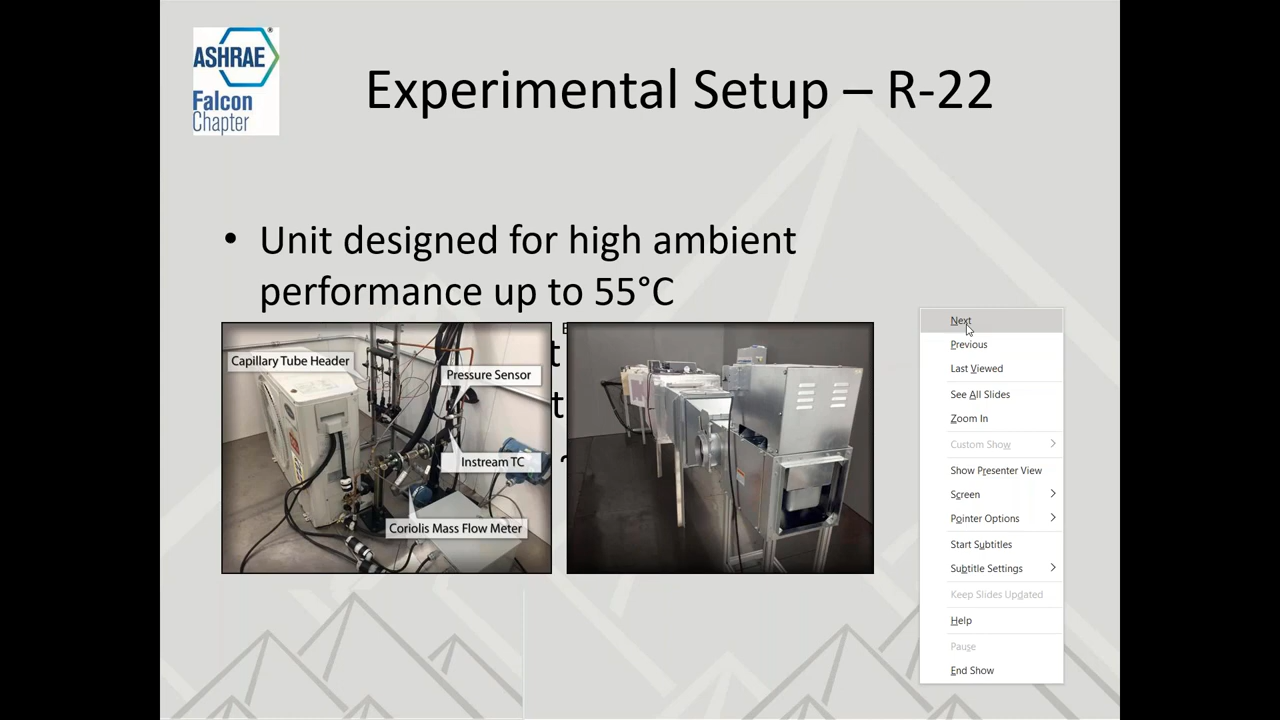 ASHRAE
Falcon
Chapter
Experimental Setup – R-22
• Unit designed for high ambient
performance up to 55°C
Capillary Tube Header
Pressure Sensor
Instream TC
Coriolis Mass Flow Meter
Next
Previous
Last Viewed
See All Slides
Zoom In
Custom Show
Show Presenter View
Screen
Pointer Options
Start Subtitles
Subtitle Settings
Keep Slides Updated
Help
Pause
End Show